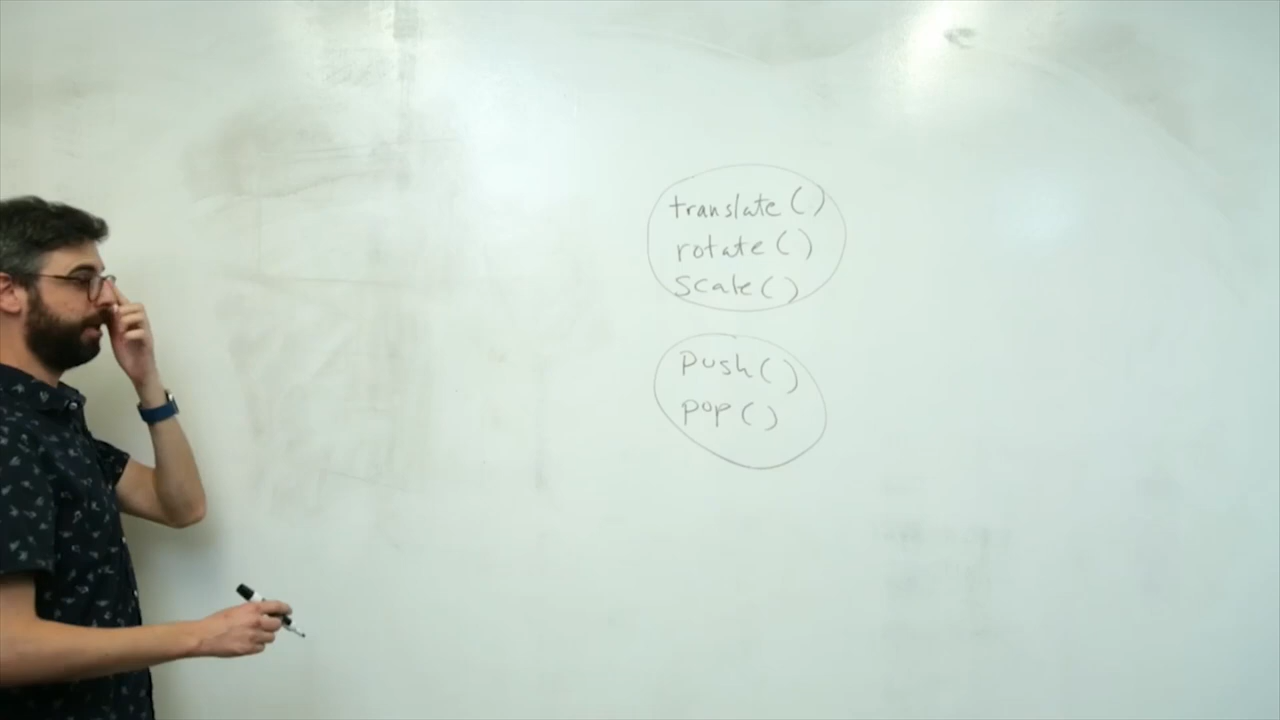 translate()
rotate()
scale()
push()
pop()